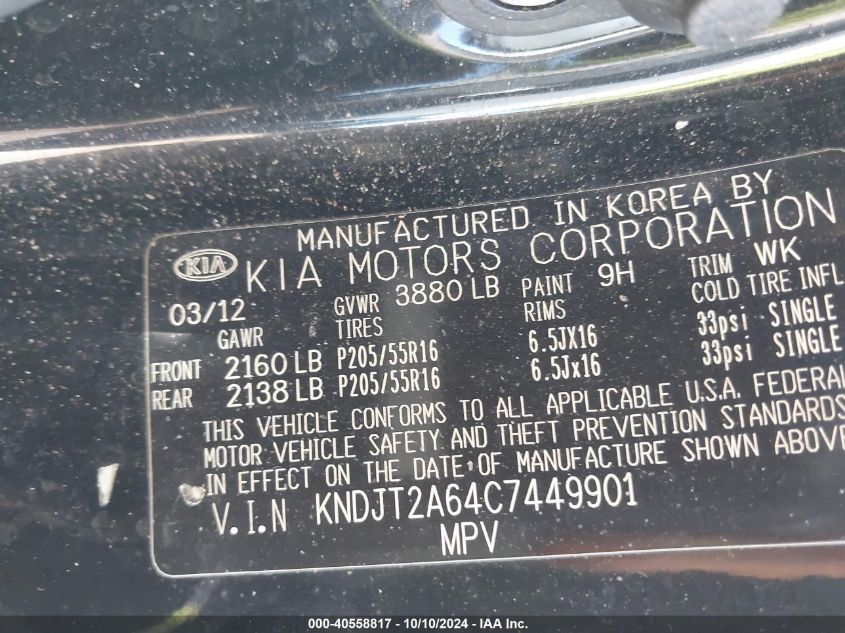 MANUFACTURED IN KOREA BY
KIA KIA MOTORS CORPORATION
03/12 GVWR 3880 LB PAINT 9H TRIM WK
GAWR TIRES RIMS COLD TIRE INFL
FRONT 2160 LB P205/55R16 6.5JX16 33psi SINGLE
REAR 2138 LB P205/55R16 6.5Jx16 33psi SINGLE
THIS VEHICLE CONFORMS TO ALL APPLICABLE U.S.A. FEDERAL
MOTOR VEHICLE SAFETY AND THEFT PREVENTION STANDARDS
IN EFFECT ON THE DATE OF MANUFACTURE SHOWN ABOVE
V.I.N KNDJT2A64C7449901
MPV
000-40558817 - 10/10/2024 - IAA Holdings, LLC.